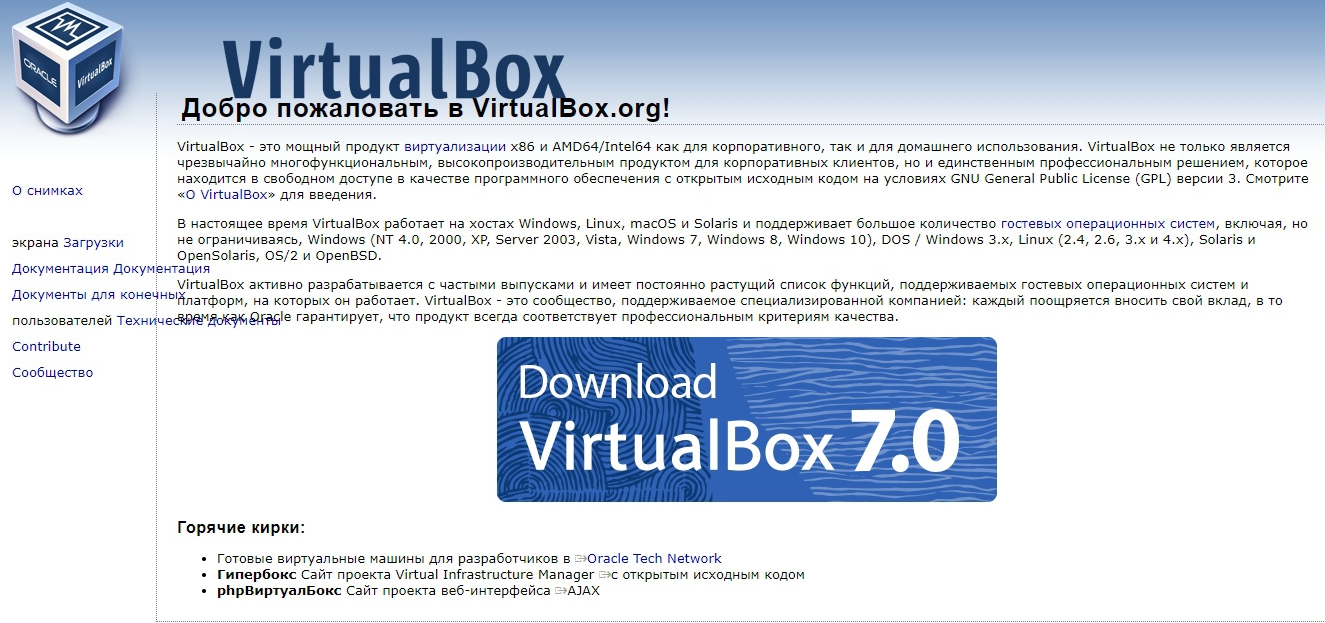 ORACLE
VirtualBox
VirtualBox
Добро пожаловать в VirtualBox.org!
О снимках
экрана Загрузки
Документация Документация
Документы для конечных
пользователей Технические документы
Contribute
Сообщество
VirtualBox - это мощный продукт виртуализации x86 и AMD64/Intel64 как для корпоративного, так и для домашнего использования. VirtualBox не только является
чрезвычайно многофункциональным, высокопроизводительным продуктом для корпоративных клиентов, но и единственным профессиональным решением, которое
находится в свободном доступе в качестве программного обеспечения с открытым исходным кодом на условиях GNU General Public License (GPL) версии 3. Смотрите
«О VirtualBox» для введения.
В настоящее время VirtualBox работает на хостах Windows, Linux, macOS и Solaris и поддерживает большое количество гостевых операционных систем, включая, но
не ограничиваясь, Windows (NT 4.0, 2000, XP, Server 2003, Vista, Windows 7, Windows 8, Windows 10), DOS / Windows 3.x, Linux (2.4, 2.6, 3.x и 4.x), Solaris и
OpenSolaris, OS/2 и OpenBSD.
VirtualBox активно разрабатывается с частыми выпусками и имеет постоянно растущий список функций, поддерживаемых гостевых операционных систем и
платформ, на которых он работает. VirtualBox - это сообщество, поддерживаемое специализированной компанией: каждый поощряется вносить свой вклад, в то
время как Oracle гарантирует, что продукт всегда соответствует профессиональным критериям качества.
Download
VirtualBox 7.0
Горячие кирки:
Готовые виртуальные машины для разработчиков в Oracle Tech Network
Гипербокс Сайт проекта Virtual Infrastructure Manager с открытым исходным кодом
phpВиртуалБокс Сайт проекта веб-интерфейса AJAX